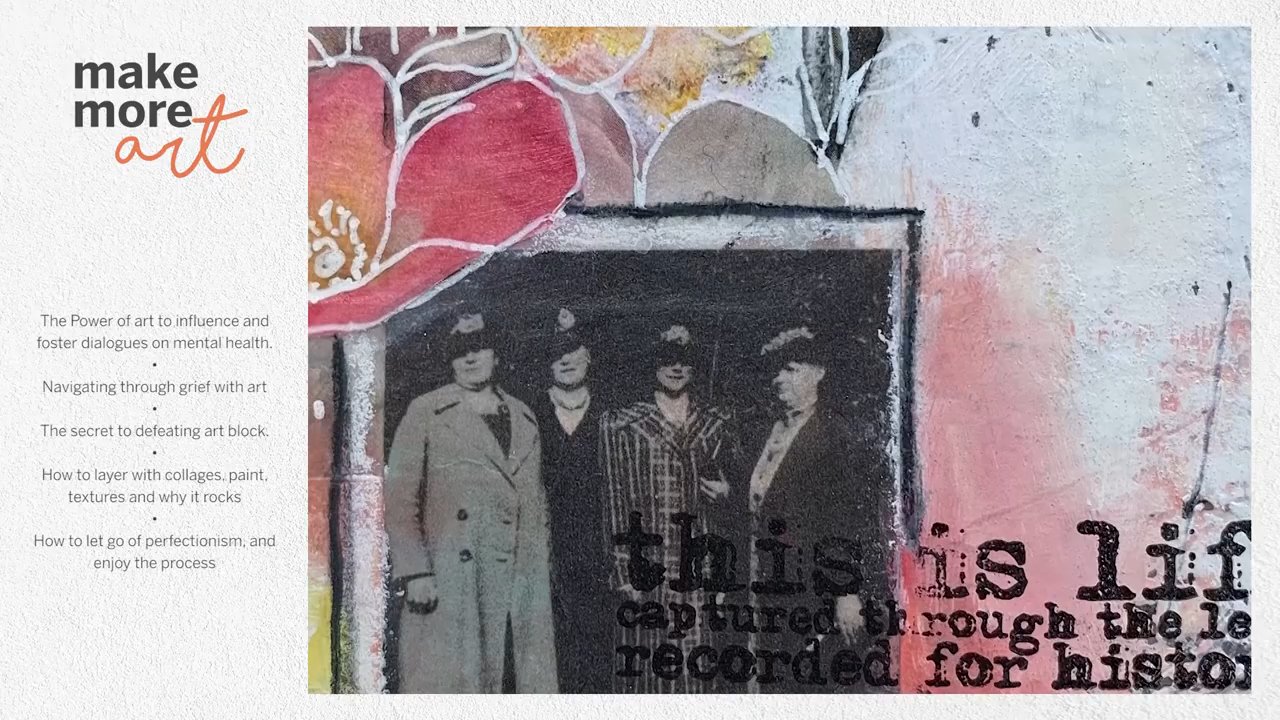 make
more
art
The Power of art to influence and
foster dialogues on mental health.
•
Navigating through grief with art
•
The secret to defeating art block.
•
How to layer with collages, paint,
textures and why it rocks
•
How to let go of perfectionism, and
enjoy the process
this is lif
captured through the le
recorded for histor